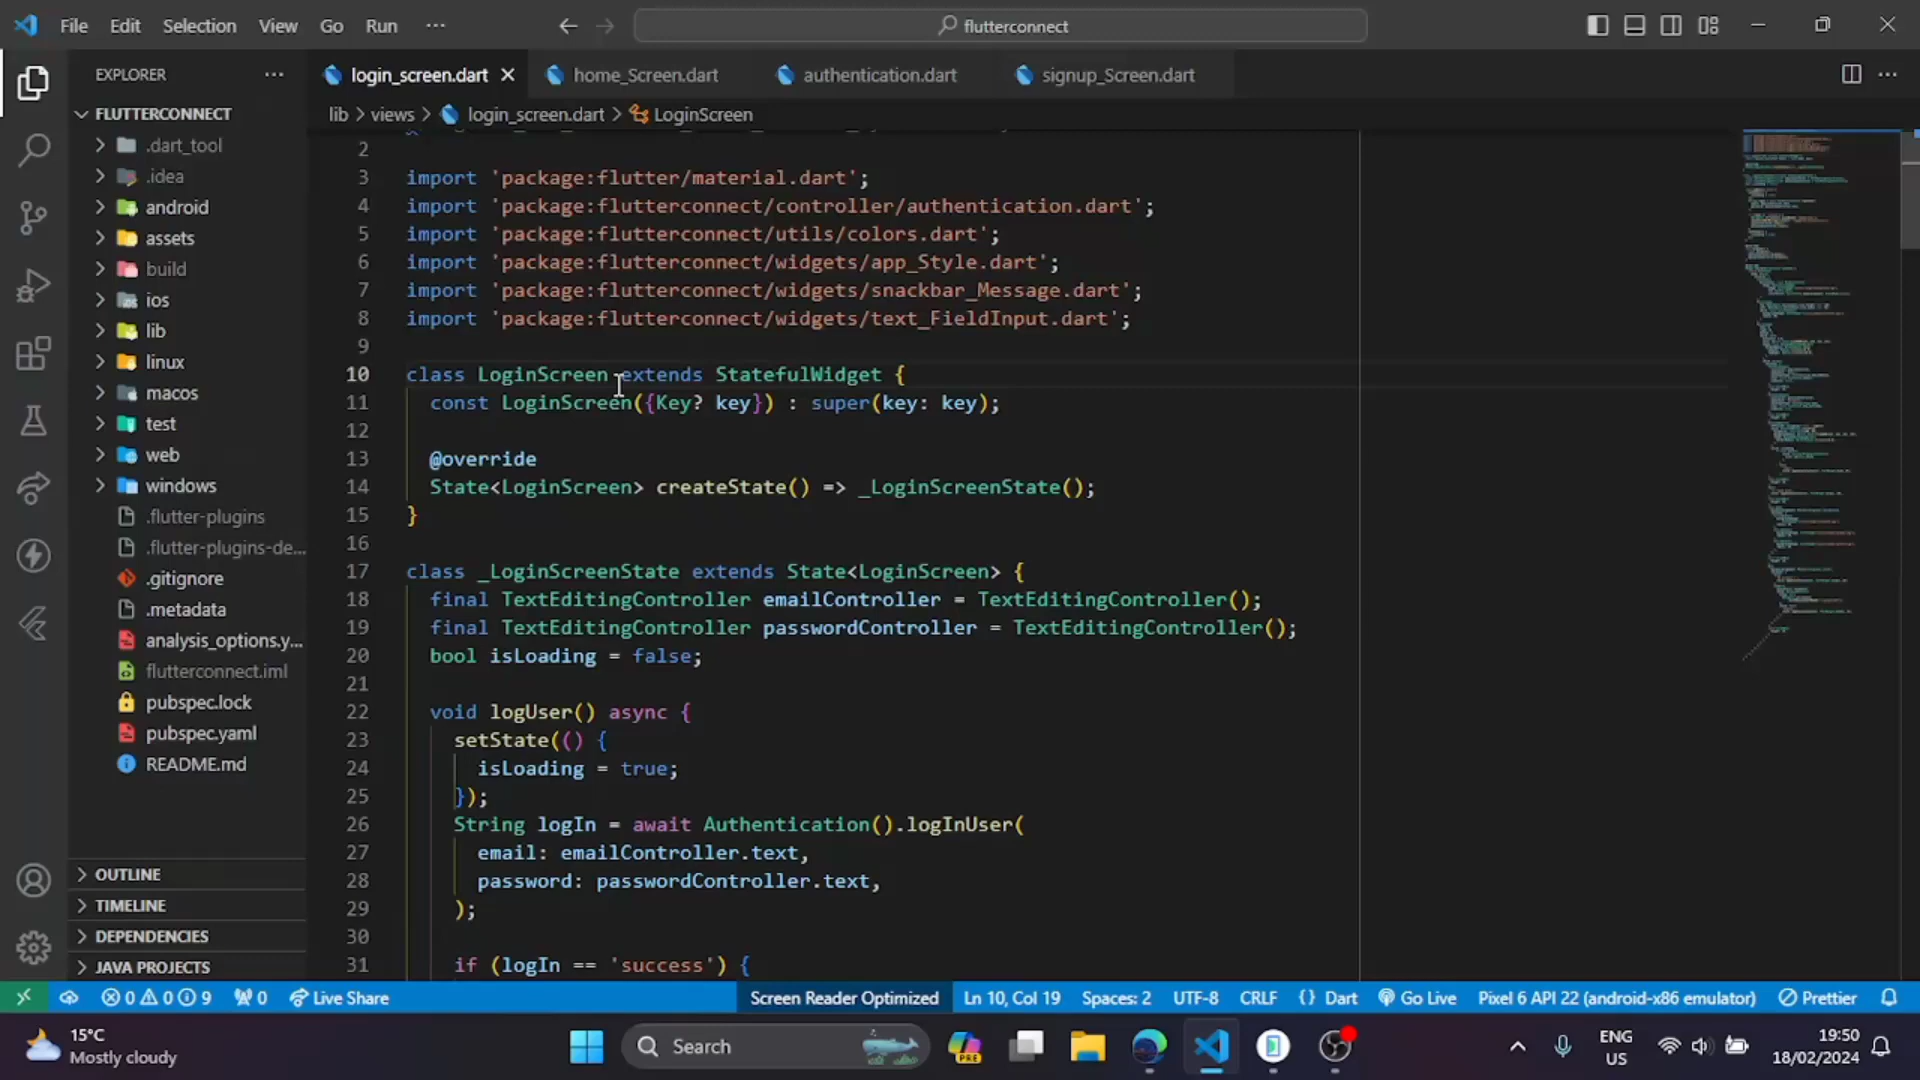 File Edit Selection View Go Run ··· flutterconnect
EXPLORER ···
login_screen.dart home_Screen.dart authentication.dart signup_Screen.dart
lib > views > login_screen.dart > LoginScreen
FLUTTERCONNECT
.dart_tool
.idea
android
assets
build
ios
lib
linux
macos
test
web
windows
.flutter-plugins
.flutter-plugins-de...
.gitignore
.metadata
analysis_options.y...
flutterconnect.iml
pubspec.lock
pubspec.yaml
README.md
OUTLINE
TIMELINE
DEPENDENCIES
JAVA PROJECTS
2
3 import 'package:flutter/material.dart';
4 import 'package:flutterconnect/controller/authentication.dart';
5 import 'package:flutterconnect/utils/colors.dart';
6 import 'package:flutterconnect/widgets/app_Style.dart';
7 import 'package:flutterconnect/widgets/snackbar_Message.dart';
8 import 'package:flutterconnect/widgets/text_FieldInput.dart';
9
10 class LoginScreen extends StatefulWidget {
11 const LoginScreen({Key? key}) : super(key: key);
12
13 @override
14 State<LoginScreen> createState() => _LoginScreenState();
15 }
16
17 class _LoginScreenState extends State<LoginScreen> {
18 final TextEditingController emailController = TextEditingController();
19 final TextEditingController passwordController = TextEditingController();
20 bool isLoading = false;
21
22 void logUser() async {
23 setState(() {
24 isLoading = true;
25 });
26 String logIn = await Authentication().logInUser(
27 email: emailController.text,
28 password: passwordController.text,
29 );
30
31 if (logIn == 'success') {
0 0 9 0 Live Share Screen Reader Optimized Ln 10, Col 19 Spaces: 2 UTF-8 CRLF {} Dart Go Live Pixel 6 API 22 (android-x86 emulator) Prettier
15°C
Mostly cloudy
Search
PRE
ENG
US
19:50
18/02/2024